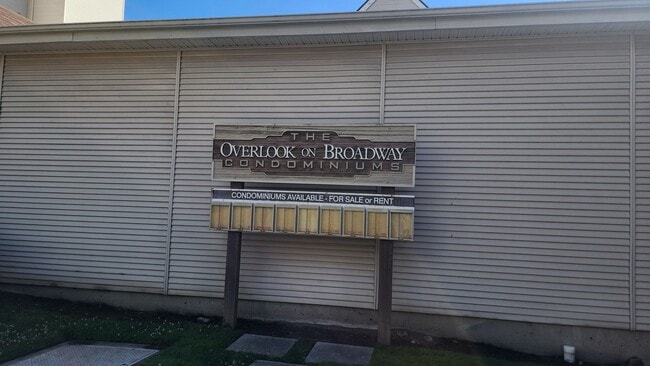 THE
OVERLOOK ON BROADWAY
CONDOMINIUMS
CONDOMINIUMS AVAILABLE - FOR SALE or RENT